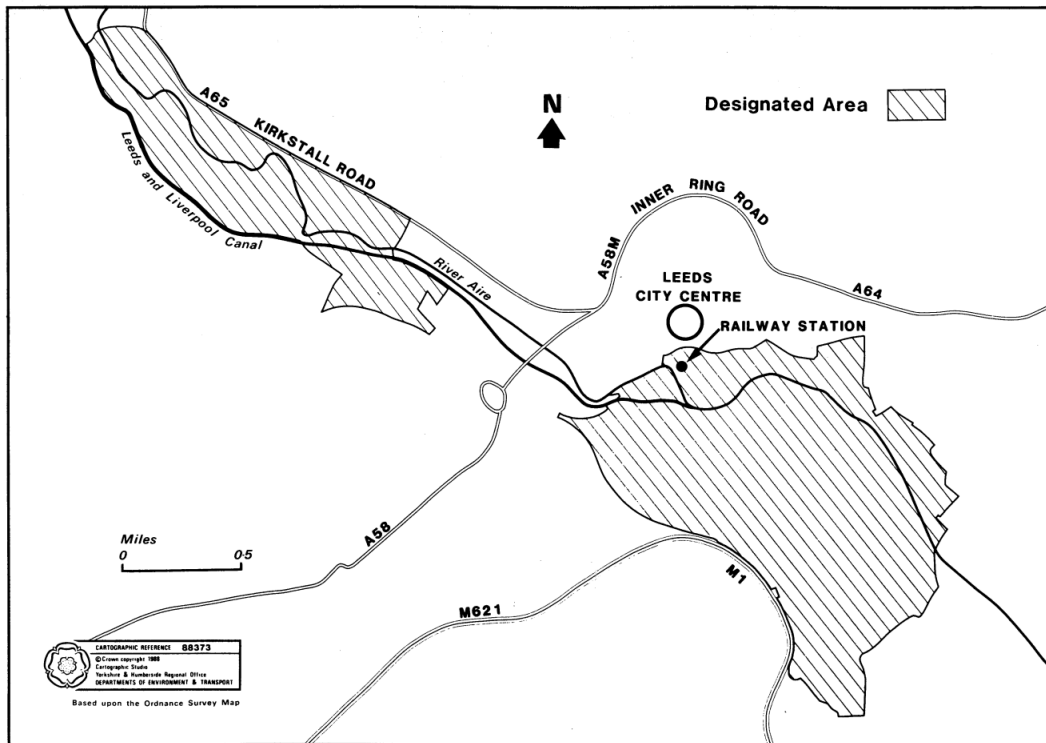 A65
KIRKSTALL ROAD
Leeds and Liverpool Canal
N
Designated Area
INNER RING ROAD
A58M
River Aire
LEEDS
CITY CENTRE
A64
RAILWAY STATION
Miles
0 0·5
A58
M1
M621
CARTOGRAPHIC REFERENCE 88373
© Crown copyright 1988
Cartographic Studio
Yorkshire & Humberside Regional Office
DEPARTMENTS OF ENVIRONMENT & TRANSPORT
Based upon the Ordnance Survey Map